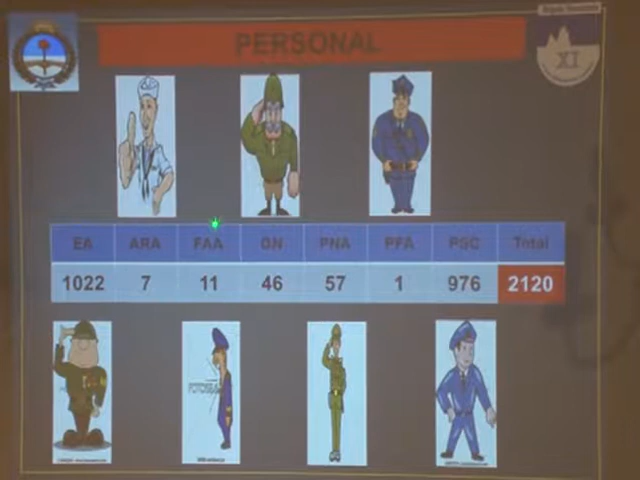 PERSONAL
XI
EA ARA FAA GN PNA PFA PSC Total
1022 7 11 46 57 1 976 2120